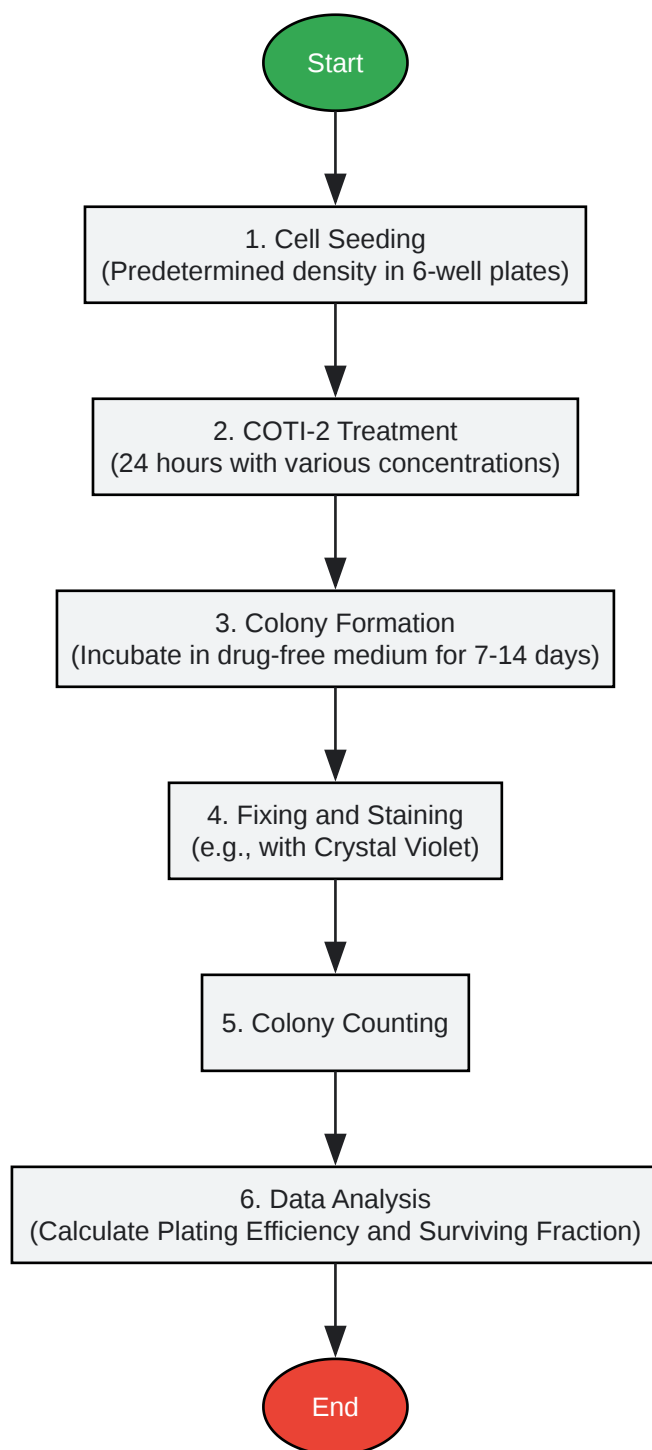 Start
1. Cell Seeding
(Predetermined density in 6-well plates)
2. COTI-2 Treatment
(24 hours with various concentrations)
3. Colony Formation
(Incubate in drug-free medium for 7-14 days)
4. Fixing and Staining
(e.g., with Crystal Violet)
5. Colony Counting
6. Data Analysis
(Calculate Plating Efficiency and Surviving Fraction)
End